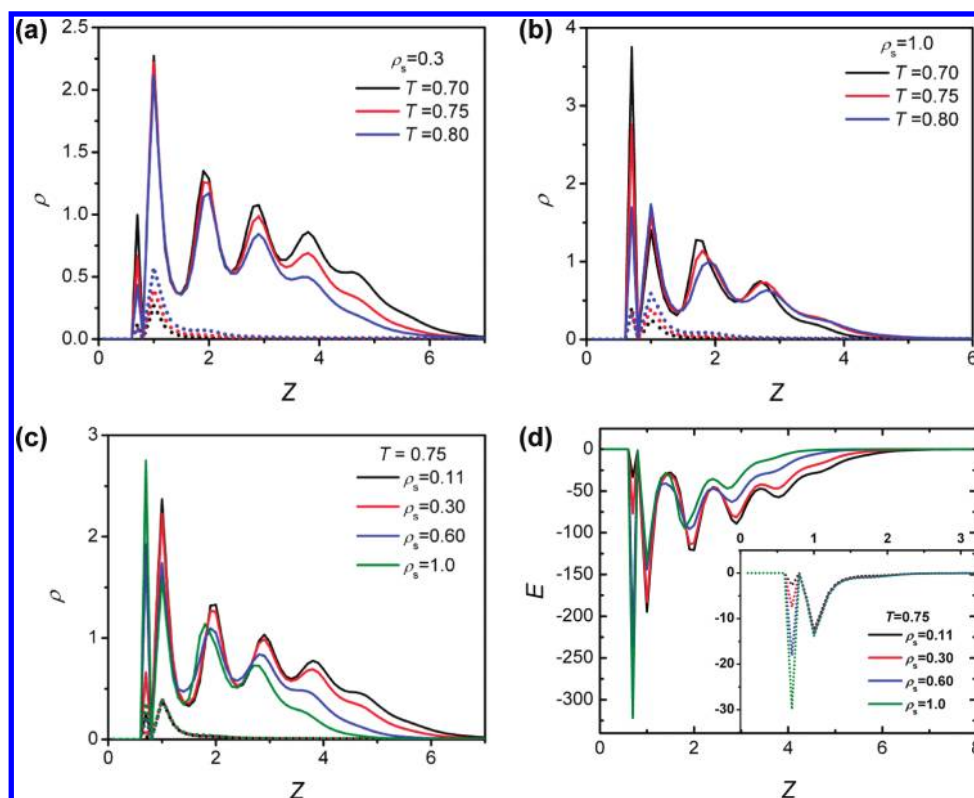 (a)
2.5
2.0
1.5
1.0
0.5
0.0
ρ
0 2 4 6
Z
ρs=0.3
T=0.70
T=0.75
T=0.80
(b)
4
3
2
1
0
ρ
0 1 2 3 4 5 6
Z
ρs=1.0
T=0.70
T=0.75
T=0.80
(c)
3
2
1
0
ρ
0 2 4 6
Z
T = 0.75
ρs=0.11
ρs=0.30
ρs=0.60
ρs=1.0
(d)
0
-50
-100
-150
-200
-250
-300
E
0 2 4 6 8
Z
0 1 2 3
0
-10
-20
-30
T=0.75
ρs=0.11
ρs=0.30
ρs=0.60
ρs=1.0